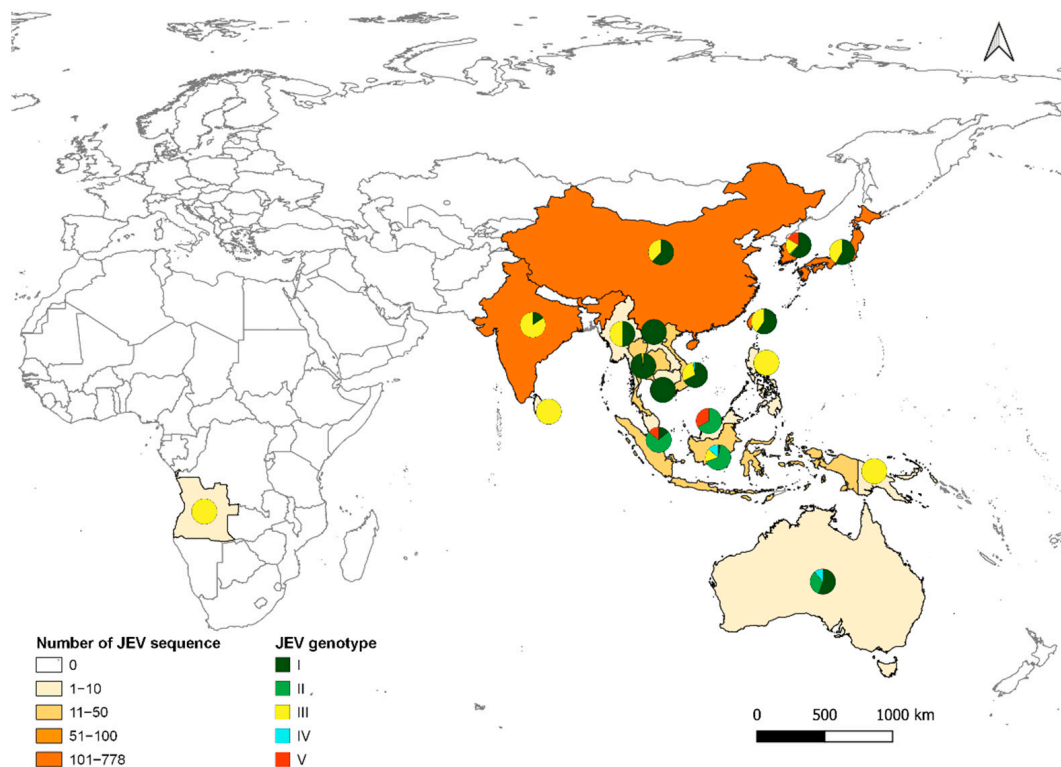 Number of JEV sequence
0
1–10
11–50
51–100
101–778
JEV genotype
I
II
III
IV
V
0 500 1000 km